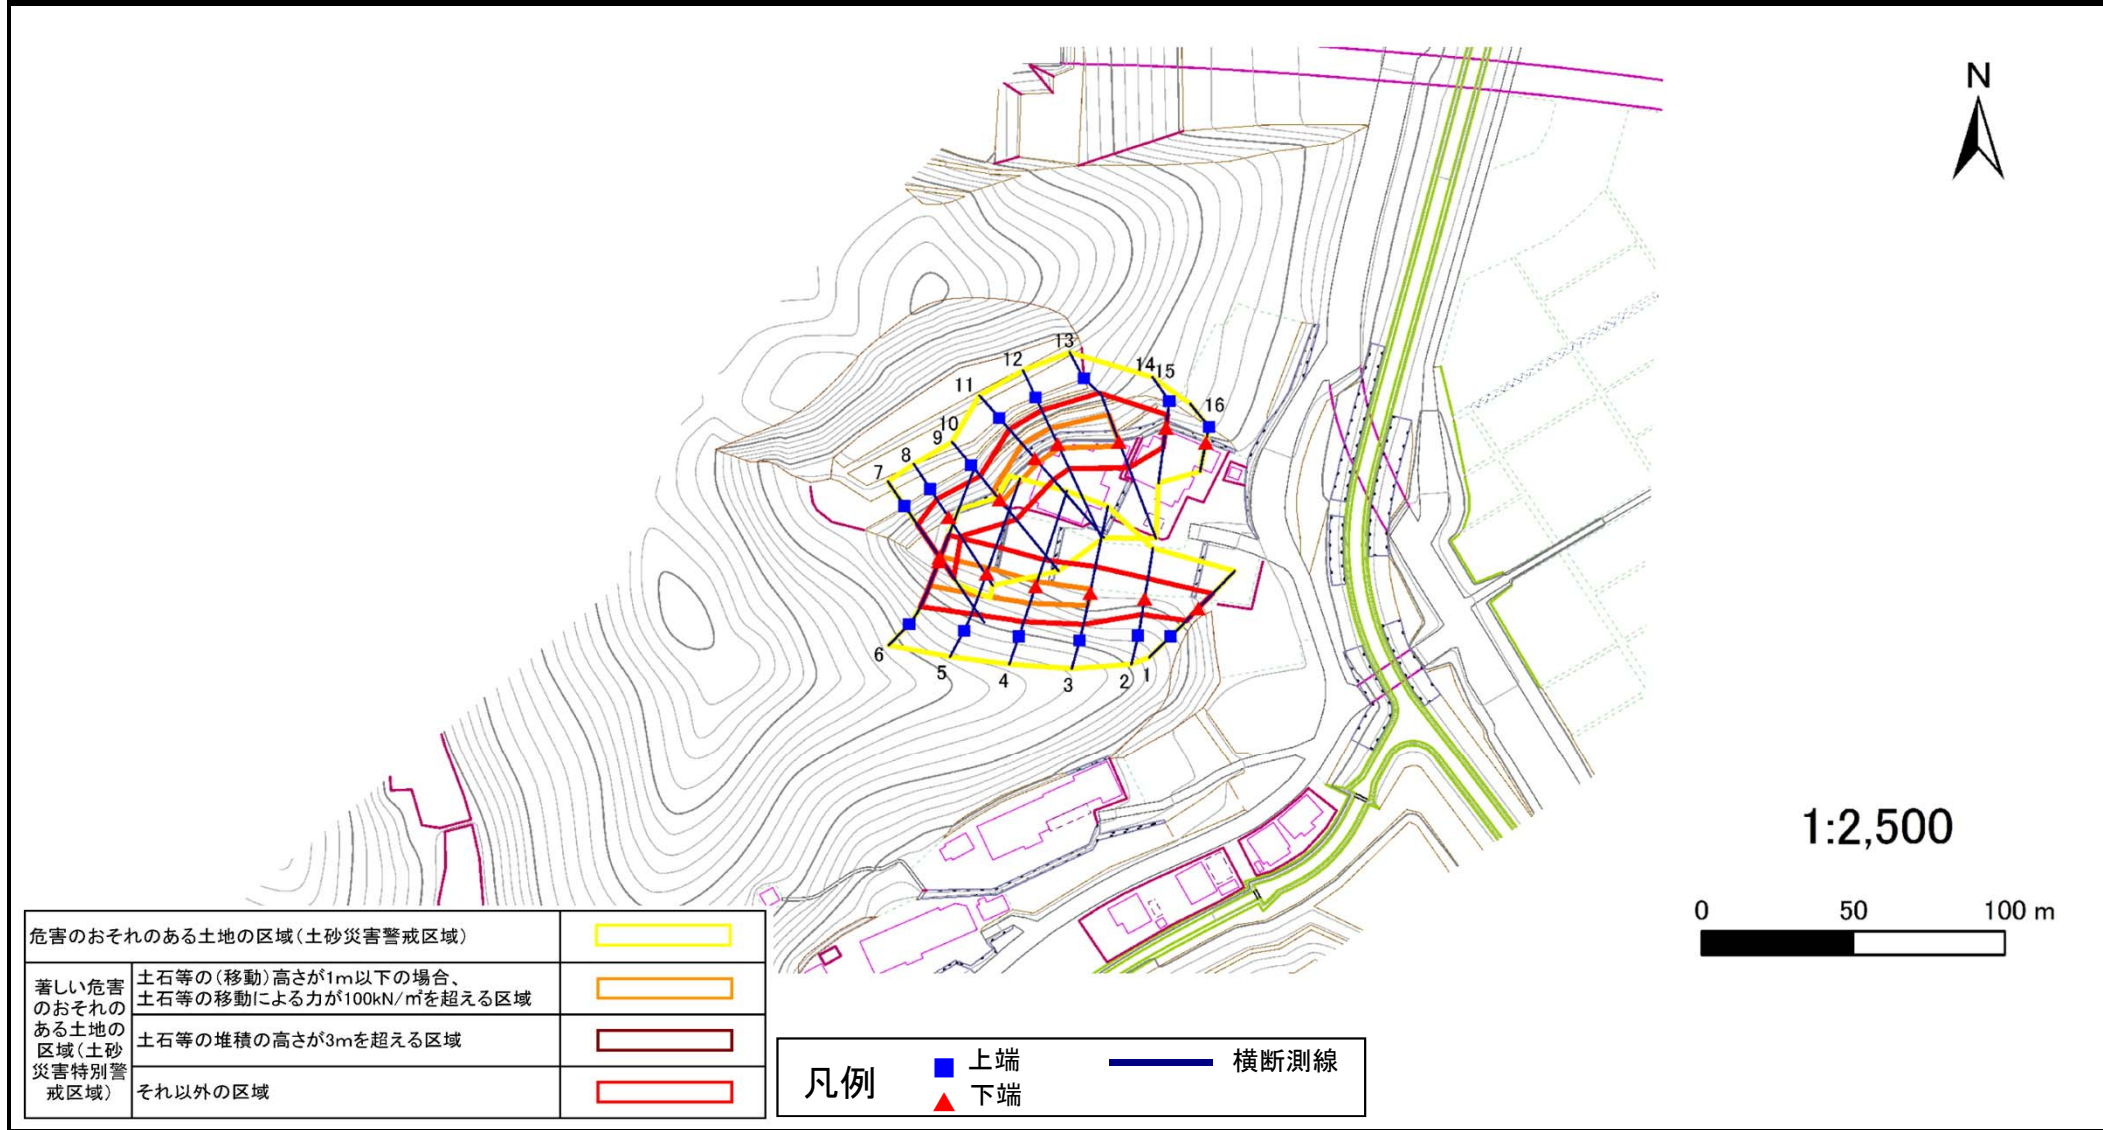 N
13
12
14
15
11
16
10
9
8
7
6
5
4
3
2
1
1:2,500
0 50 100 m
危害のおそれのある土地の区域(土砂災害警戒区域)
著しい危害
のおそれの
ある土地の
区域(土砂
災害特別警
戒区域)
土石等の(移動)高さが1m以下の場合、
土石等の移動による力が100kN/㎡を超える区域
土石等の堆積の高さが3mを超える区域
それ以外の区域
凡例
上端
下端
横断測線